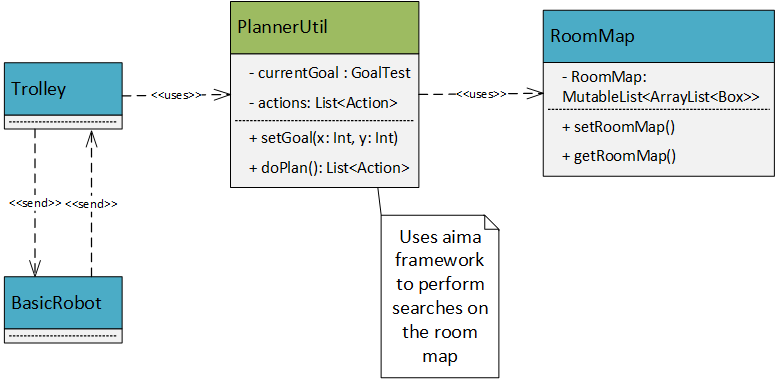 PlannerUtil
- currentGoal : GoalTest
- actions: List<Action>
+ setGoal(x: Int, y: Int)
+ doPlan(): List<Action>
RoomMap
- RoomMap:
MutableList<ArrayList<Box>>
+ setRoomMap()
+ getRoomMap()
Trolley
<<uses>>
<<uses>>
<<send>>
<<send>>
BasicRobot
Uses aima
framework
to perform
searches on
the room
map